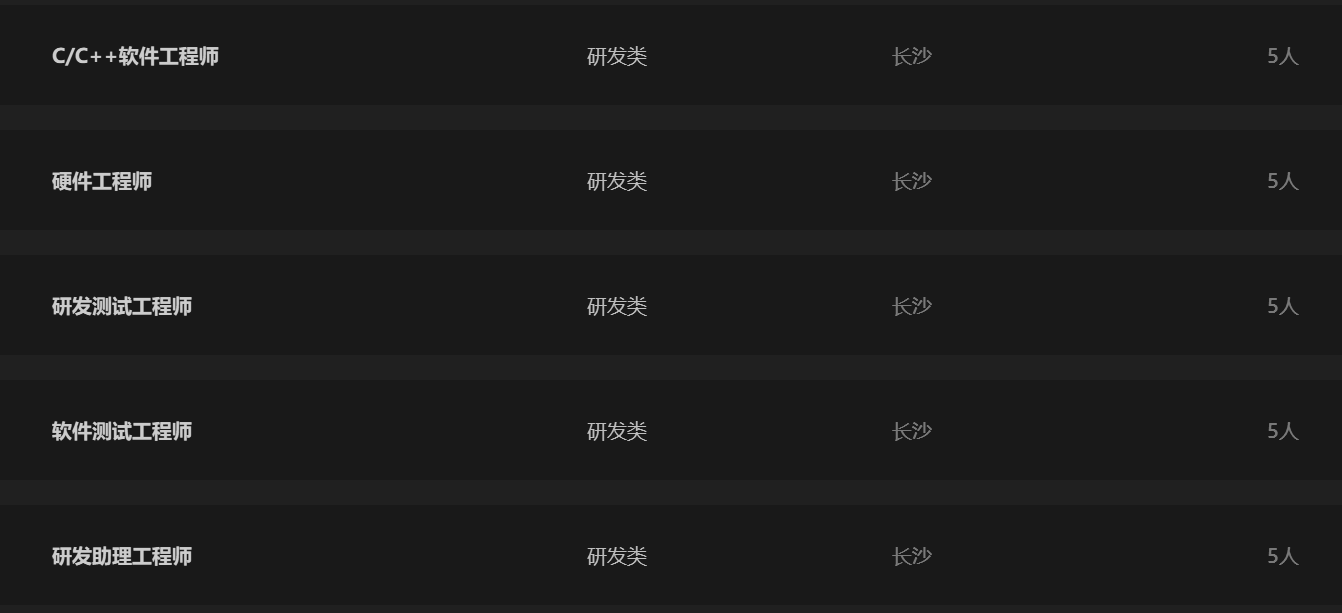 C/C++软件工程师 研发类 长沙 5人
硬件工程师 研发类 长沙 5人
研发测试工程师 研发类 长沙 5人
软件测试工程师 研发类 长沙 5人
研发助理工程师 研发类 长沙 5人